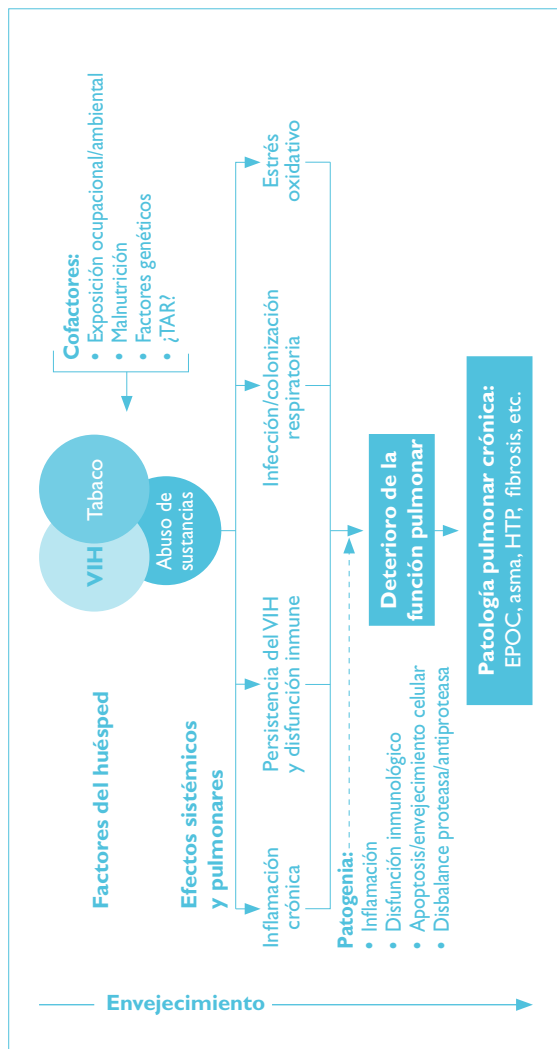 Envejecimiento
Factores del huésped
VIH
Tabaco
Abuso de
sustancias
Cofactores:
• Exposición ocupacional/ambiental
• Malnutrición
• Factores genéticos
• ¿TAR?
Efectos sistémicos
y pulmonares
Inflamación
crónica
Persistencia del VIH
y disfunción inmune
Infección/colonización
respiratoria
Estrés
oxidativo
Patogenia:
• Inflamación
• Disfunción inmunológico
• Apoptosis/envejecimiento celular
• Disbalance proteasa/antiproteasa
Deterioro de la
función pulmonar
Patología pulmonar crónica:
EPOC, asma, HTP, fibrosis, etc.